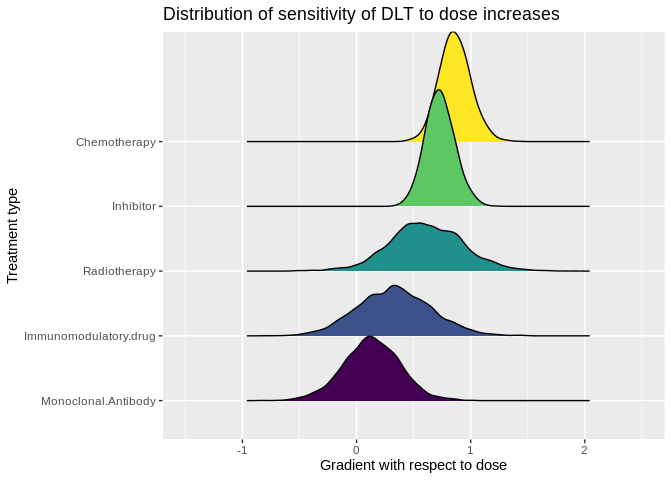 Distribution of sensitivity of DLT to dose increases
Treatment type
Chemotherapy
Inhibitor
Radiotherapy
Immunomodulatory.drug
Monoclonal.Antibody
-1 0 1 2
Gradient with respect to dose